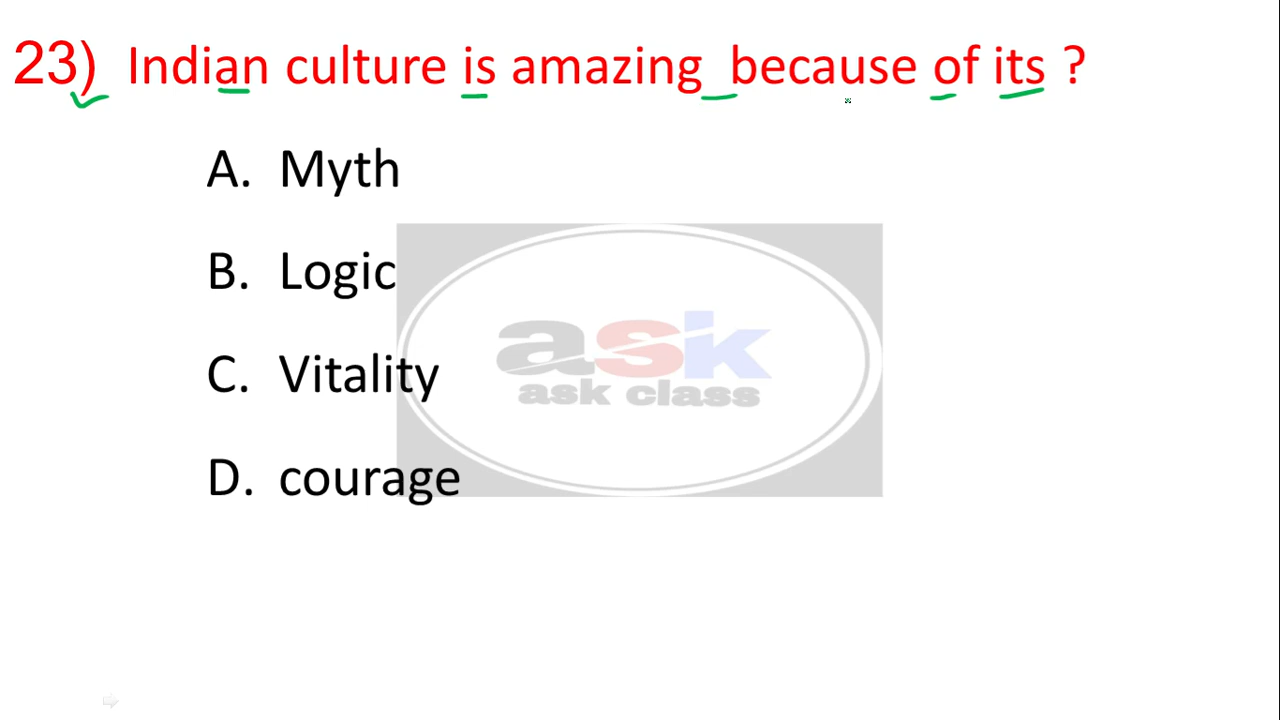 23) Indian culture is amazing because of its ?
A. Myth
B. Logic
C. Vitality
D. courage
ask
ask class